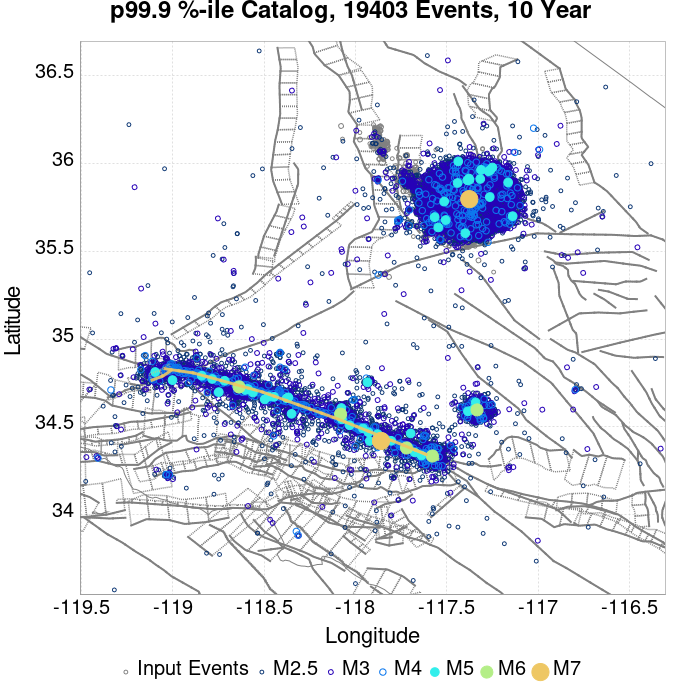 p99.9 %-ile Catalog, 19403 Events, 10 Year
36.5
36
35.5
35
34.5
34
Latitude
-119.5 -119 -118.5 -118 -117.5 -117 -116.5
Longitude
Input Events M2.5 M3 M4 M5 M6 M7